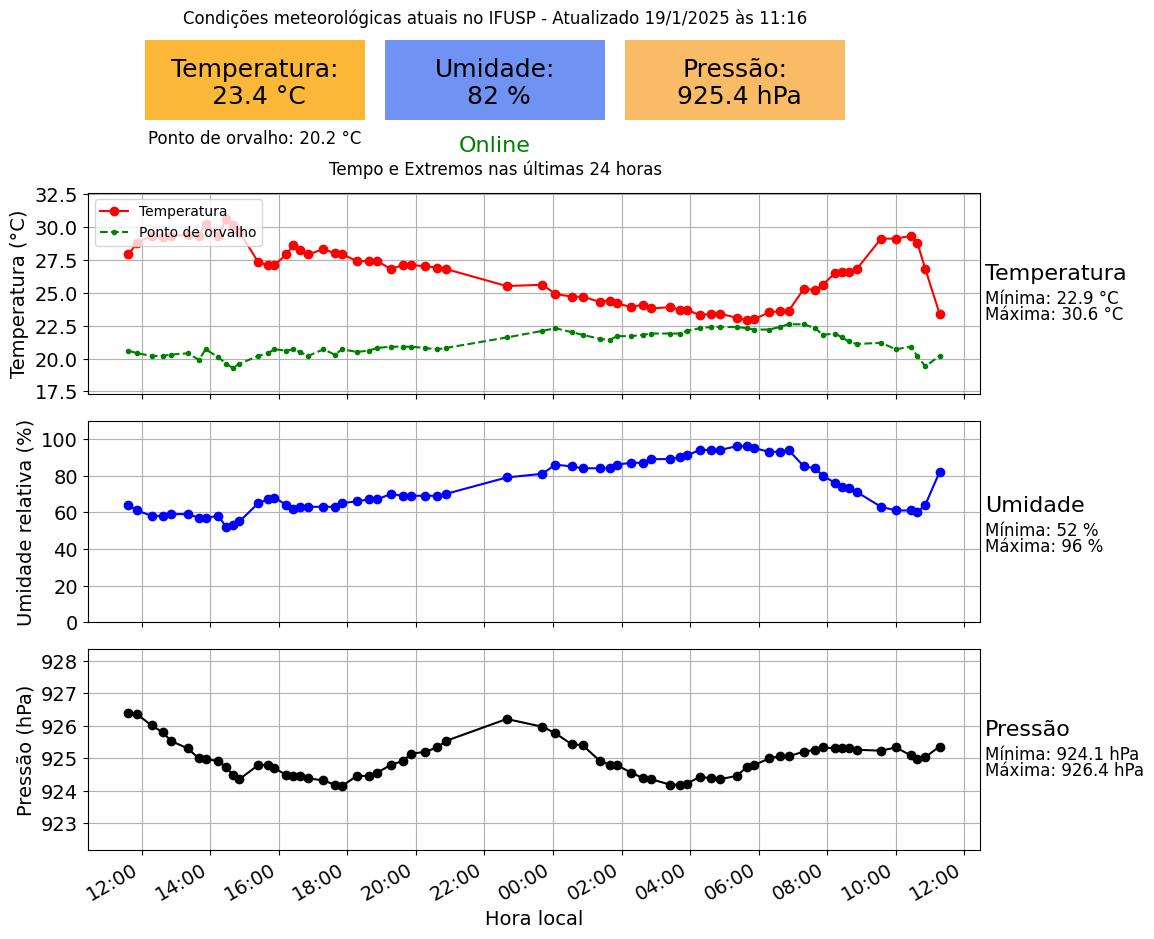 Condições meteorológicas atuais no IFUSP - Atualizado 19/1/2025 às 11:16
Temperatura:
23.4 °C
Umidade:
82 %
Pressão:
925.4 hPa
Ponto de orvalho: 20.2 °C
Online
Tempo e Extremos nas últimas 24 horas
Temperatura (°C)
32.5
30.0
27.5
25.0
22.5
20.0
17.5
Temperatura
Ponto de orvalho
Temperatura
Mínima: 22.9 °C
Máxima: 30.6 °C
Umidade relativa (%)
100
80
60
40
20
0
Umidade
Mínima: 52 %
Máxima: 96 %
Pressão (hPa)
928
927
926
925
924
923
Pressão
Mínima: 924.1 hPa
Máxima: 926.4 hPa
12:00 14:00 16:00 18:00 20:00 22:00 00:00 02:00 04:00 06:00 08:00 10:00 12:00
Hora local